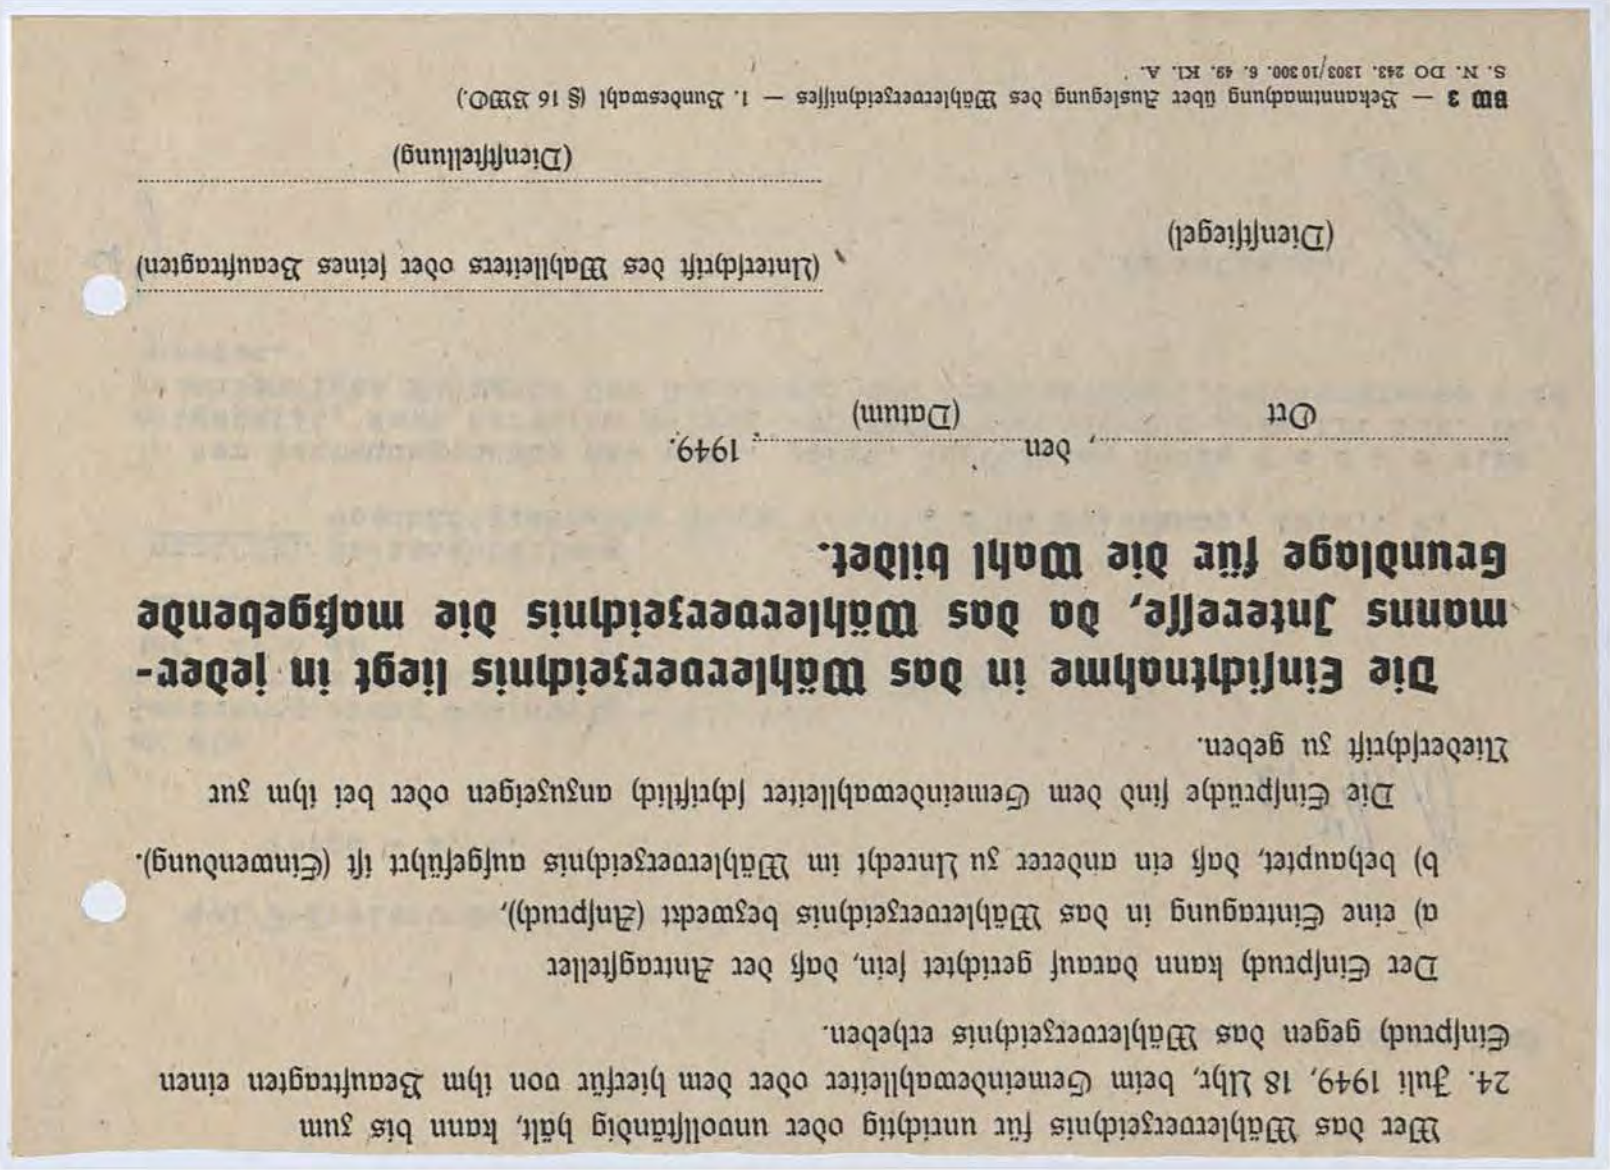 Wer das Wählerverzeichnis für unrichtig oder unvollständig hält, kann bis zum
24. Juli 1949, 18 Uhr, beim Gemeindewahlleiter oder dem hierfür von ihm Beauftragten einen
Einspruch gegen das Wählerverzeichnis erheben.
Der Einspruch kann darauf gerichtet sein, daß der Antragsteller
a) eine Eintragung in das Wählerverzeichnis bezweckt (Anspruch),
b) behauptet, daß ein anderer zu Unrecht im Wählerverzeichnis aufgeführt ist (Einwendung).
Die Einsprüche sind dem Gemeindewahlleiter schriftlich anzuzeigen oder bei ihm zur
Niederschrift zu geben.
Die Einsichtnahme in das Wählerverzeichnis liegt in jeder-
manns Interesse, da das Wählerverzeichnis die maßgebende
Grundlage für die Wahl bildet.
, den 1949.
Ort (Datum)
(Unterschrift des Wahlleiters oder seines Beauftragten)
(Dienstsiegel)
(Dienststellung)
BW 3 — Bekanntmachung über Auslegung des Wählerverzeichnisses — 1. Bundeswahl (§ 16 BWO.)
S. N. DO 243. 1303/10300. 6. 49. Kl. A.